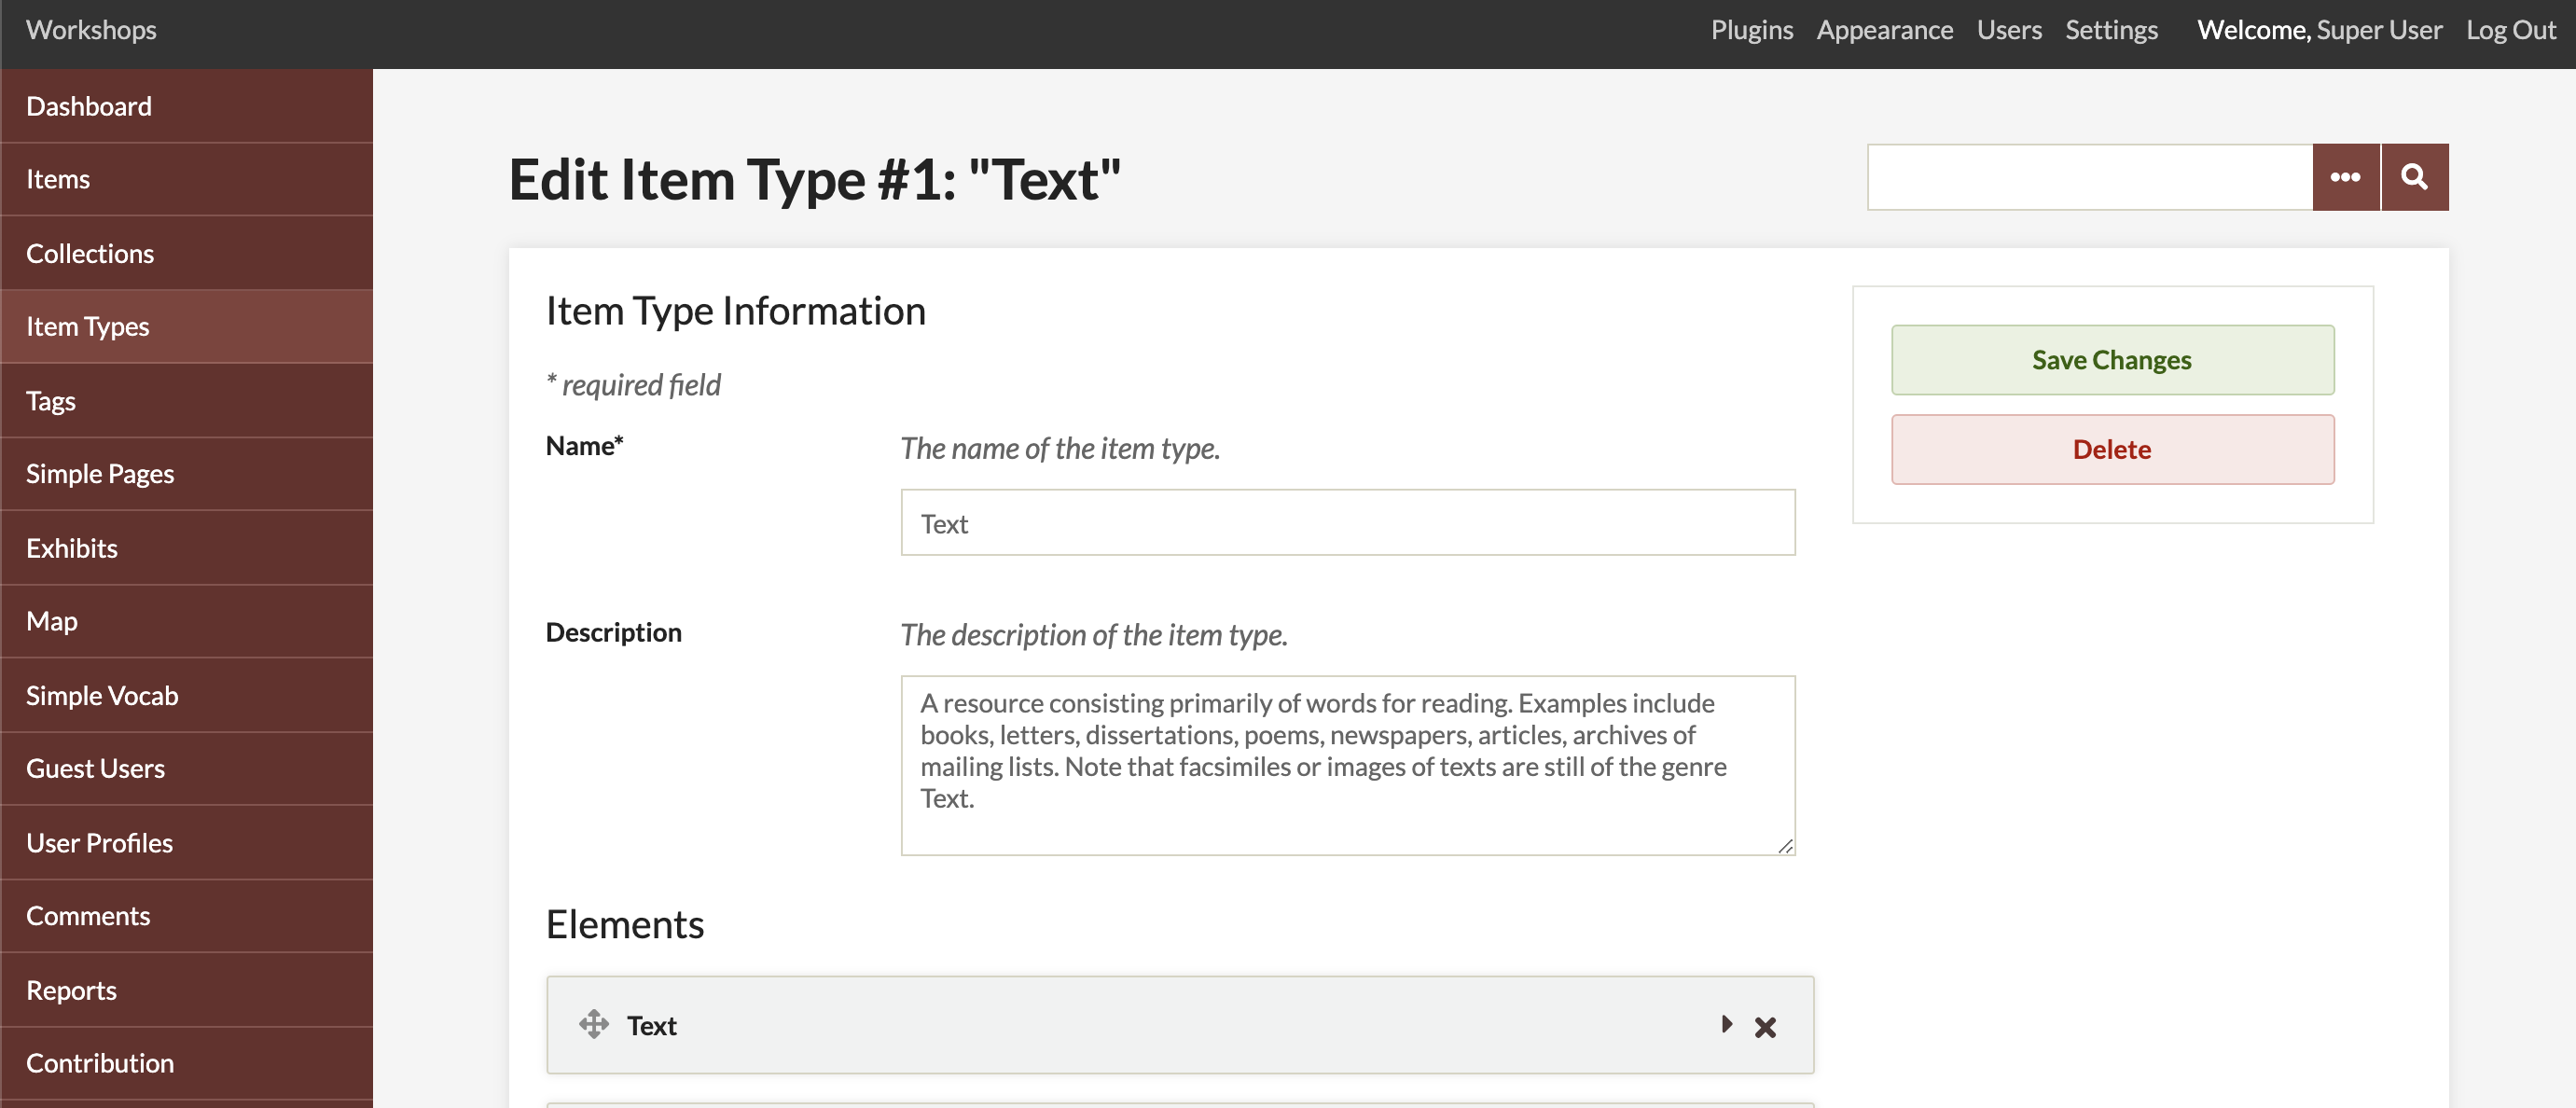 Workshops
Plugins Appearance Users Settings Welcome, Super User Log Out
Dashboard
Items
Collections
Item Types
Tags
Simple Pages
Exhibits
Map
Simple Vocab
Guest Users
User Profiles
Comments
Reports
Contribution
Edit Item Type #1: "Text"
Item Type Information
* required field
Name*
The name of the item type.
Text
Description
The description of the item type.
A resource consisting primarily of words for reading. Examples include
books, letters, dissertations, poems, newspapers, articles, archives of
mailing lists. Note that facsimiles or images of texts are still of the genre
Text.
Elements
Text
Save Changes
Delete